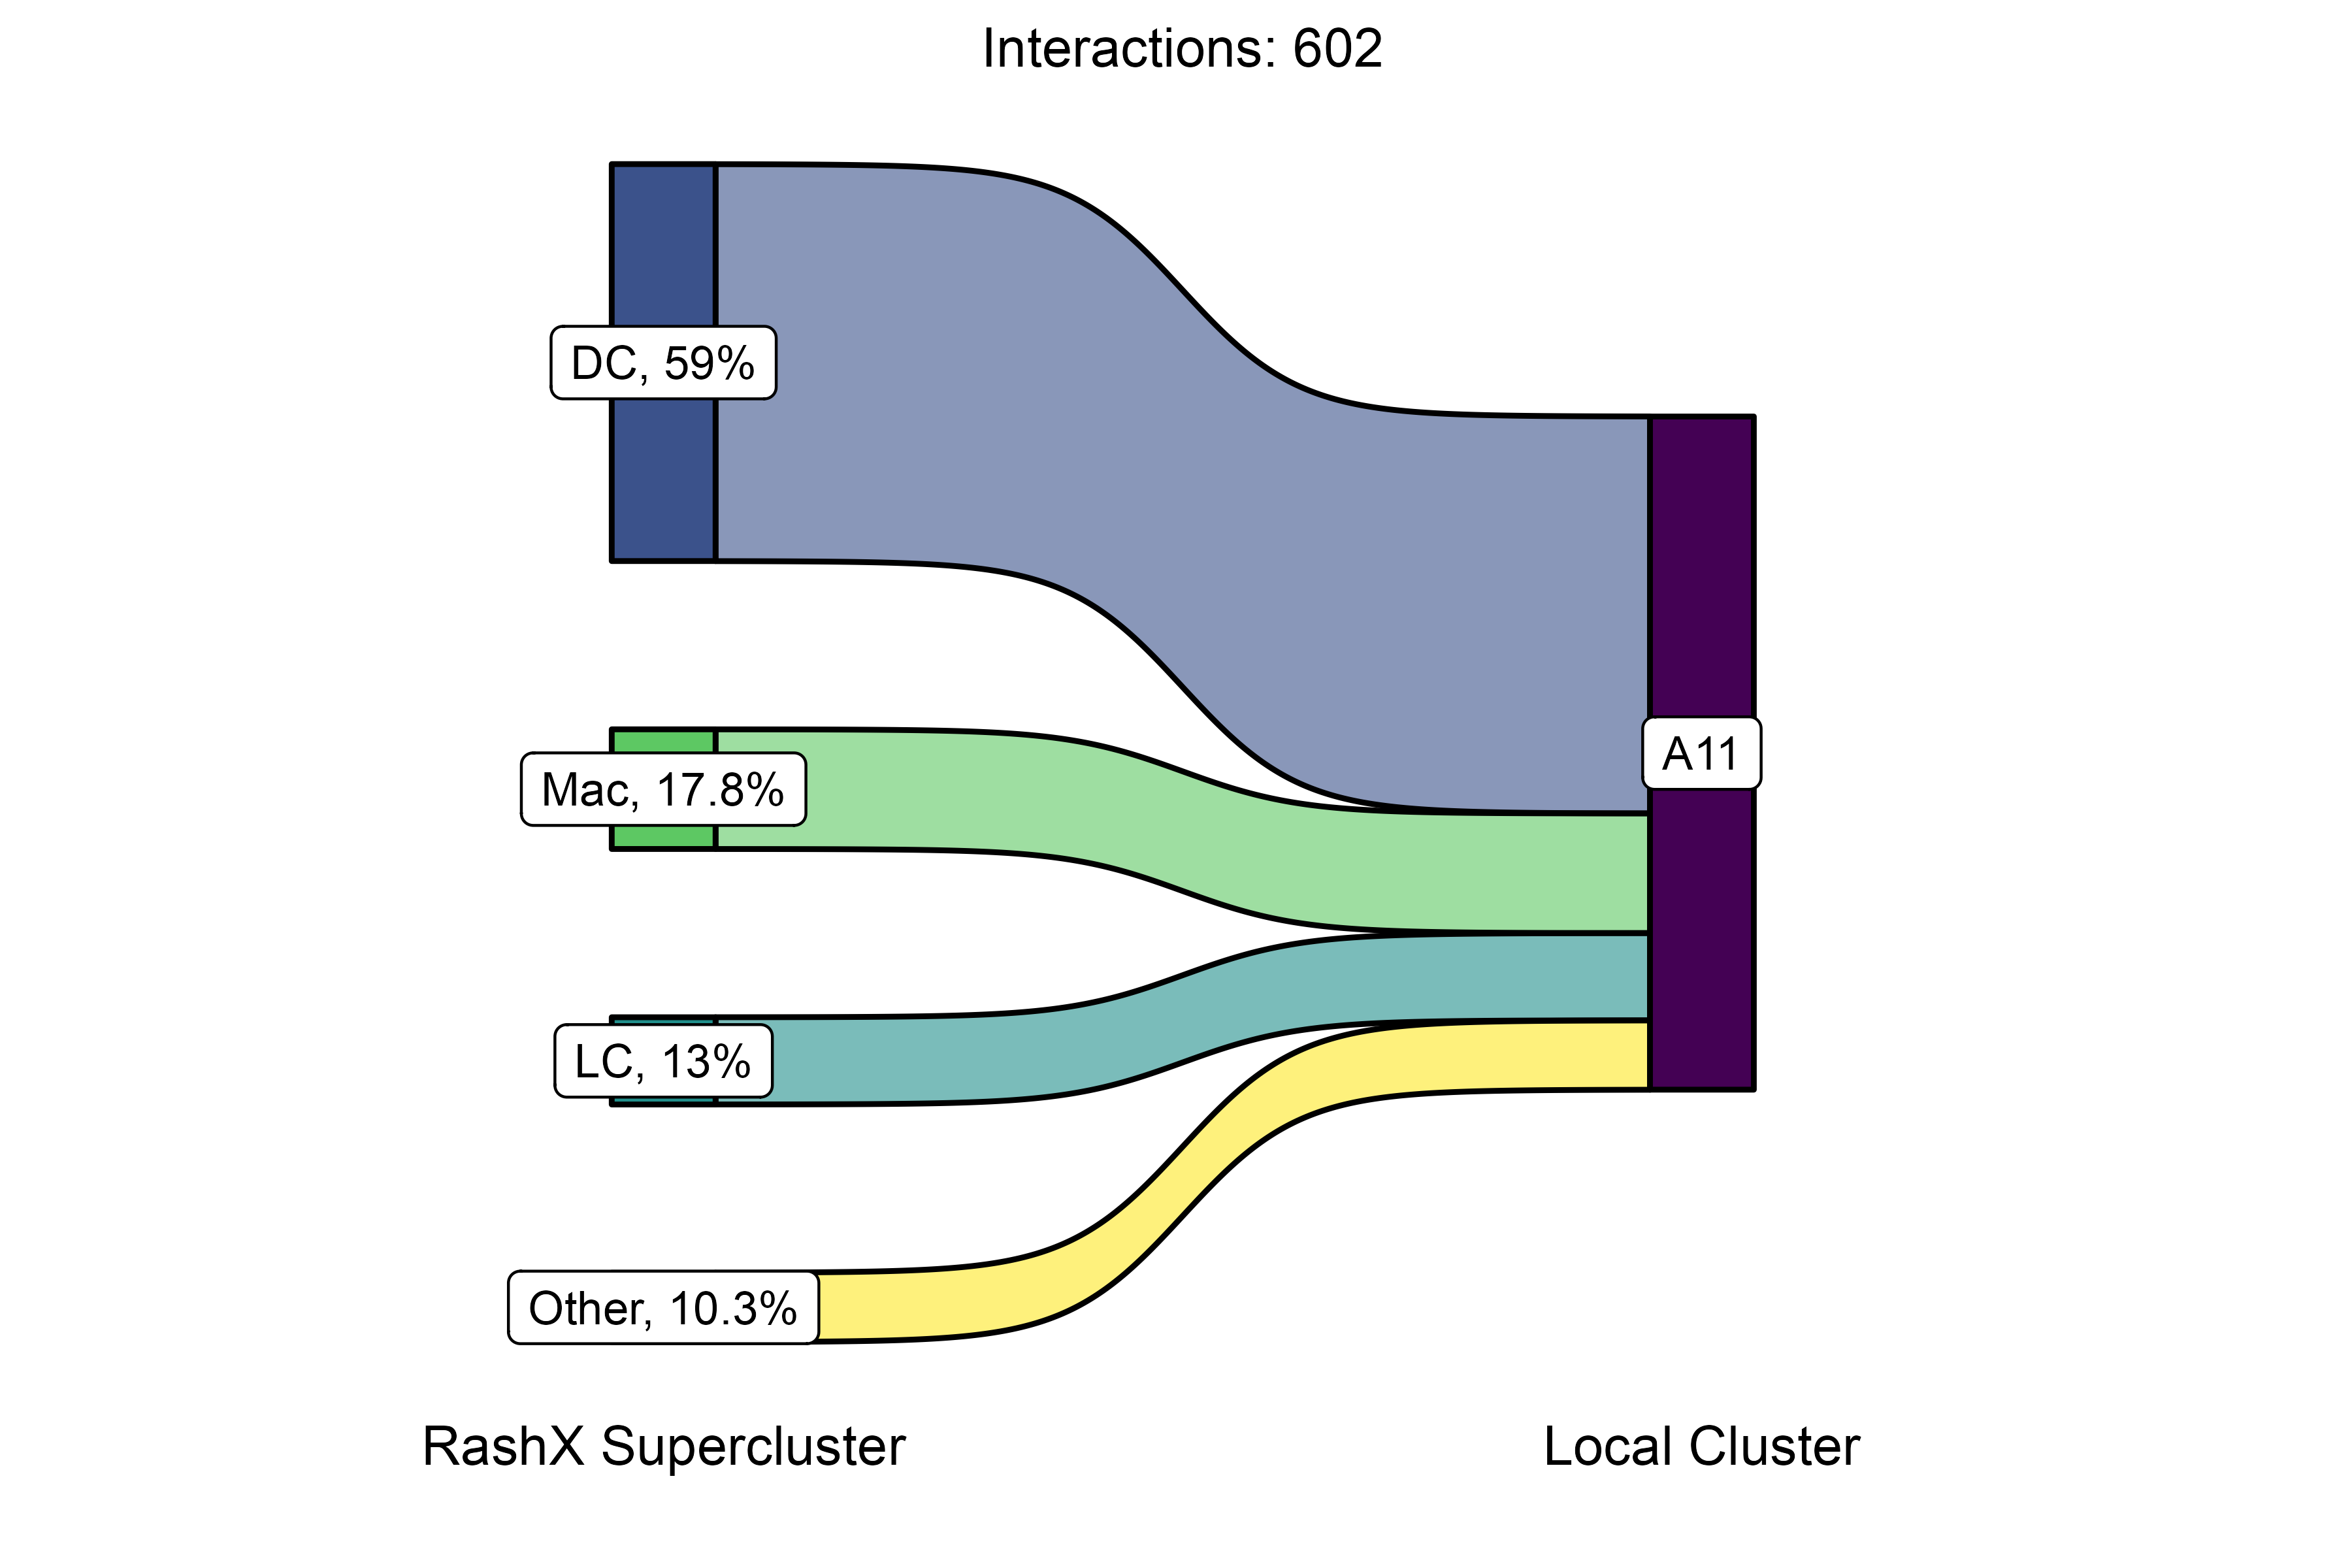 Interactions: 602
DC, 59%
A11
Mac, 17.8%
LC, 13%
Other, 10.3%
RashX Supercluster
Local Cluster